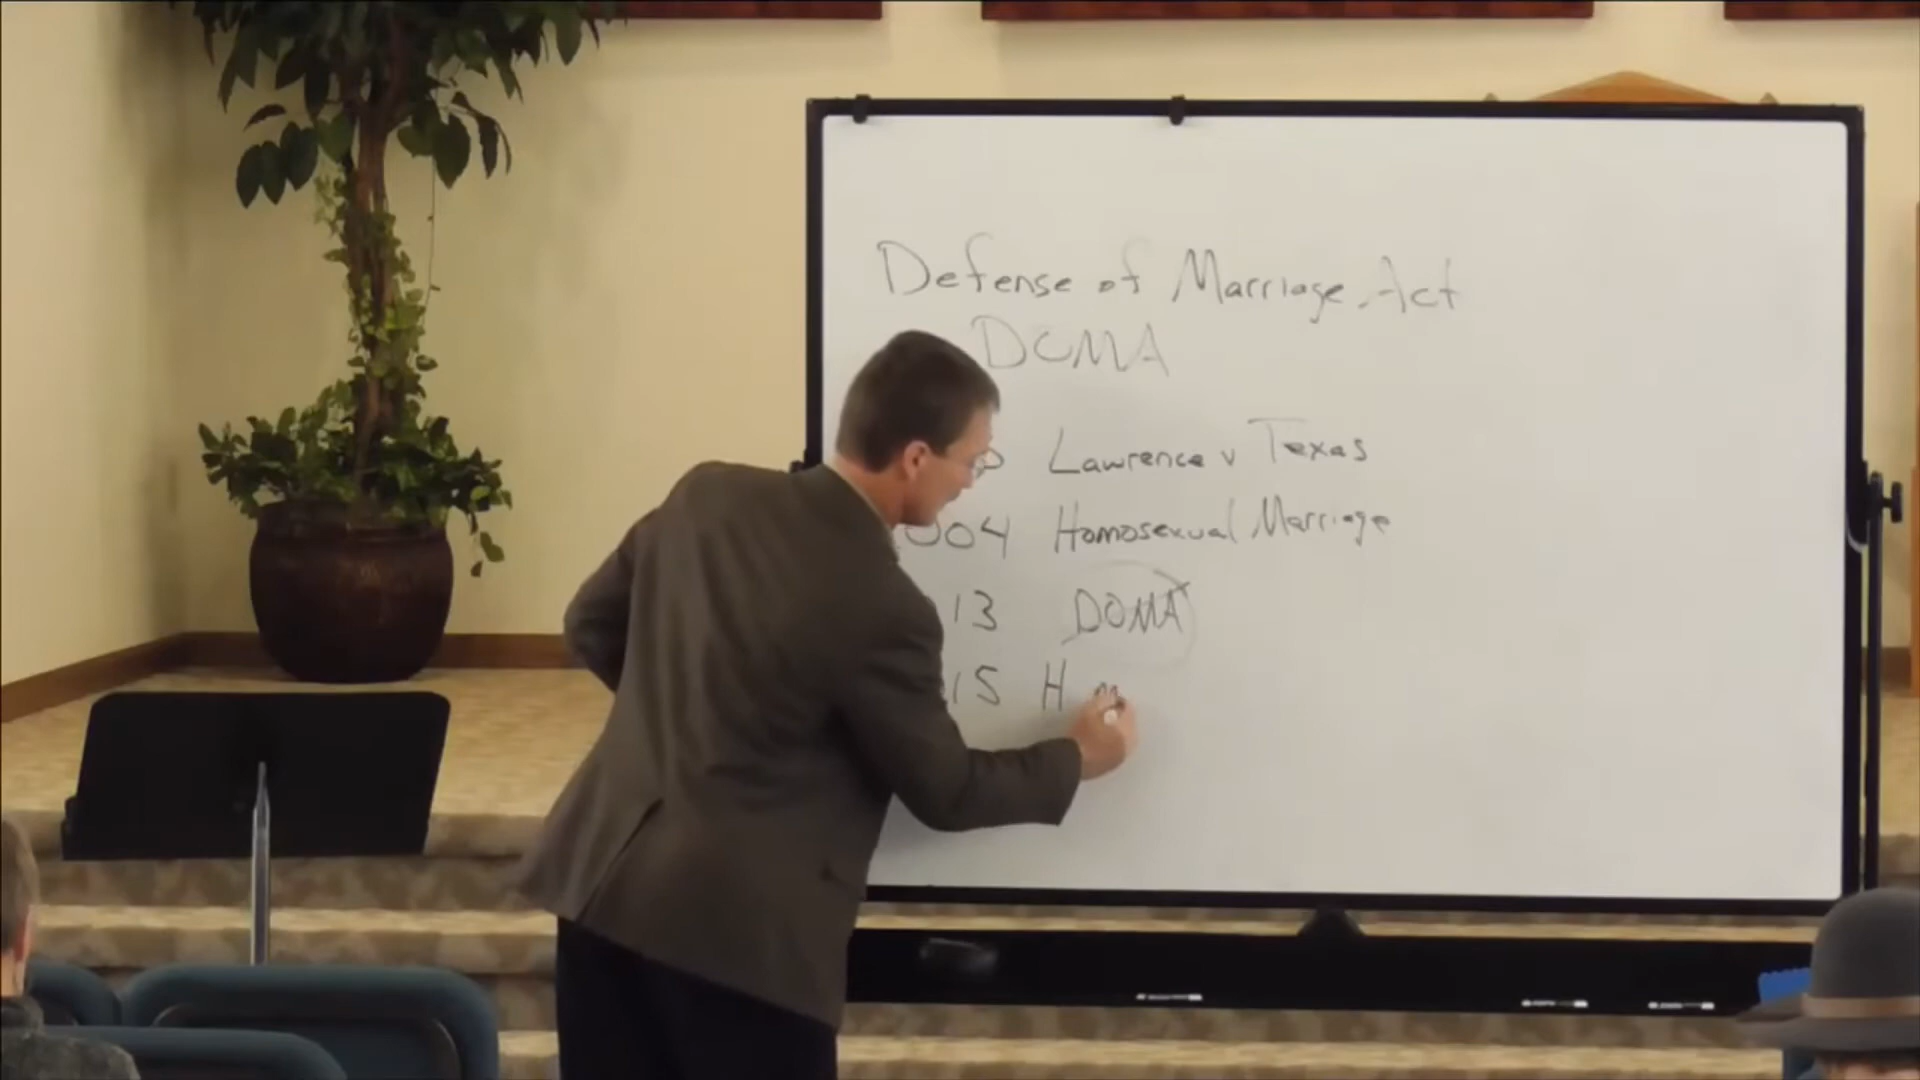 Defense of Marriage Act
DOMA
Lawrence v Texas
004 Homosexual Marriage
13 DOMA
15 H